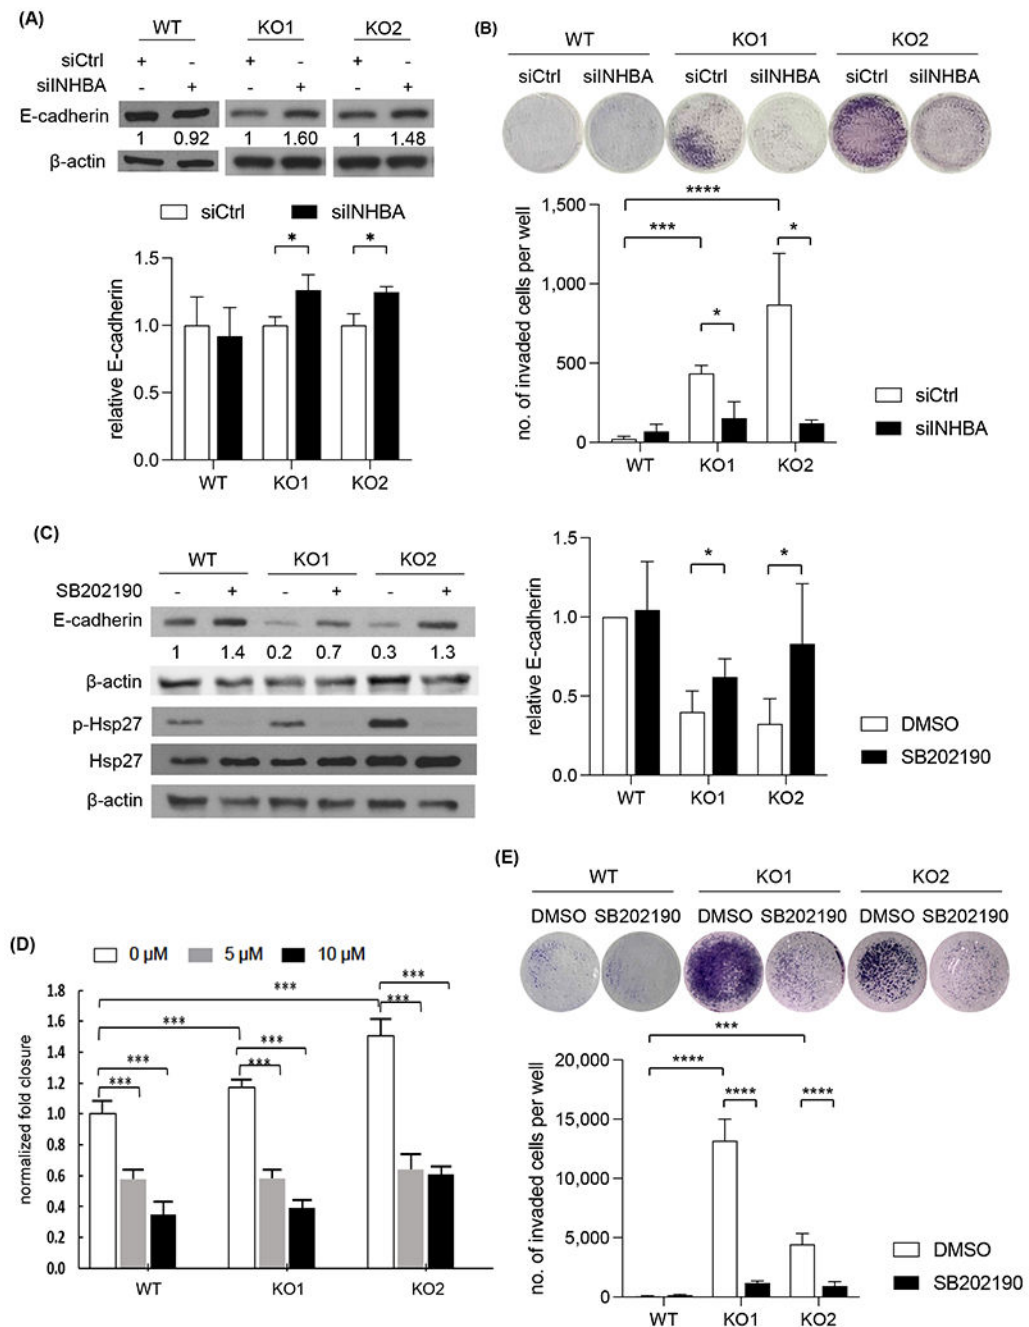 (A)
WT KO1 KO2
siCtrl + - + - + -
siINHBA - + - + - +
E-cadherin
1 0.92 1 1.60 1 1.48
β-actin
siCtrl siINHBA
* *
relative E-cadherin
1.5
1.0
0.5
0.0
WT KO1 KO2
(B)
WT KO1 KO2
siCtrl siINHBA siCtrl siINHBA siCtrl siINHBA
no. of invaded cells per well
1,500
1,000
500
0
****
*** *
*
siCtrl
siINHBA
WT KO1 KO2
(C)
WT KO1 KO2
SB202190 - + - + - +
E-cadherin
1 1.4 0.2 0.7 0.3 1.3
β-actin
p-Hsp27
Hsp27
β-actin
relative E-cadherin
1.5
1.0
0.5
0.0
* *
DMSO
SB202190
WT KO1 KO2
(D)
0 µM 5 µM 10 µM
normalized fold closure
1.8
1.6
1.4
1.2
1.0
0.8
0.6
0.4
0.2
0.0
***
***
***
***
***
***
***
***
WT KO1 KO2
(E)
WT KO1 KO2
DMSO SB202190 DMSO SB202190 DMSO SB202190
no. of invaded cells per well
20,000
15,000
10,000
5,000
0
***
****
**** ****
DMSO
SB202190
WT KO1 KO2